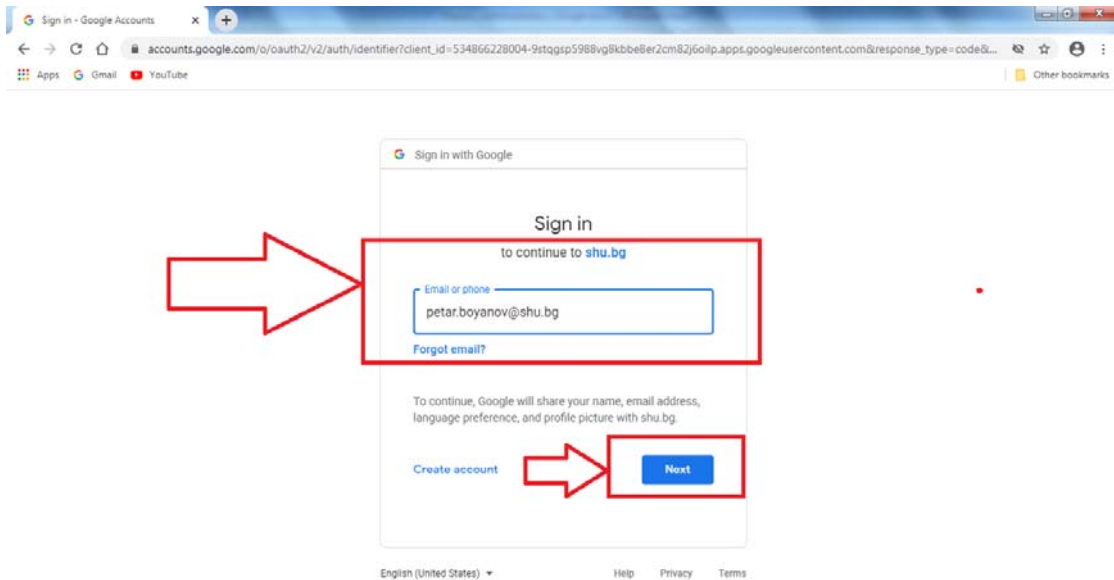 Sign in - Google Accounts
accounts.google.com/o/oauth2/v2/auth/identifier?client_id=534866228004-9stqgsp5988vg8kbbe8er2cm82j6oilp.apps.googleusercontent.com&response_type=code&...
Apps Gmail YouTube Other bookmarks
Sign in with Google
Sign in
to continue to shu.bg
Email or phone
petar.boyanov@shu.bg
Forgot email?
To continue, Google will share your name, email address,
language preference, and profile picture with shu.bg.
Create account Next
English (United States) Help Privacy Terms